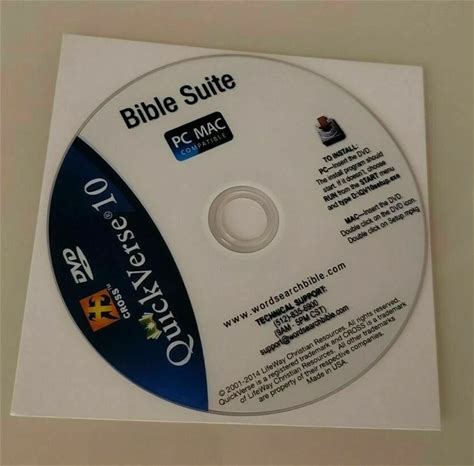 Bible Suite
PC MAC
COMPATIBLE
QuickVerse® 10
CROSS™
DVD
TO INSTALL:
PC—Insert the DVD.
The install program should
start. If it doesn't, choose
RUN from the START menu
and type D:\QV10setup.exe
MAC—Insert the DVD.
Double click on the DVD icon.
Double click on Setup.mpkg
www.wordsearchbible.com
TECHNICAL SUPPORT:
(8AM - 5PM CST)
support@wordsearchbible.com
© 2001-2014 LifeWay Christian Resources. All rights reserved.
QuickVerse is a registered trademark and CROSS is a trademark
of LifeWay Christian Resources. All other trademarks
are property of their respective companies.
Made in USA.